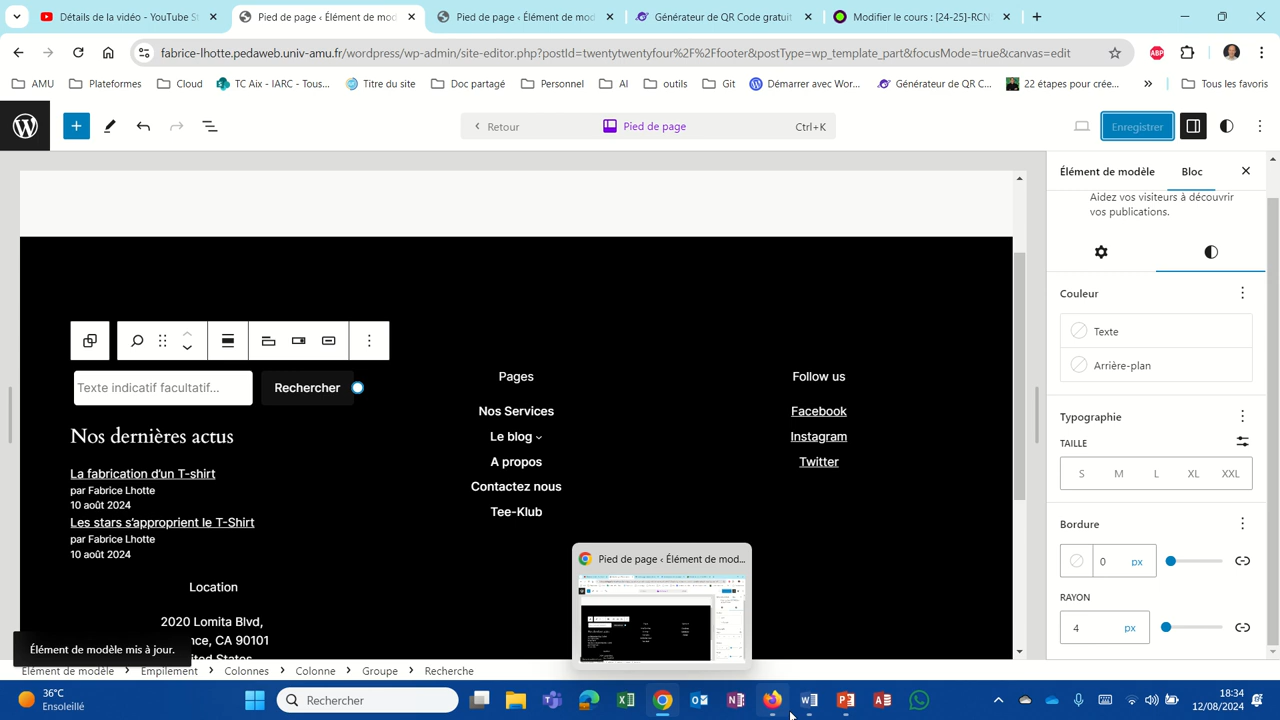 Détails de la vidéo - YouTube St
Pied de page ‹ Élément de mod
Pied de page ‹ Élément de mod
Générateur de QR Code gratuit
Modifier le cours [24-25]-RCN
fabrice-lhotte.pedaweb.univ-amu.fr/wordpress/wp-admin/site-editor.php?postId=twentytwentyfour%2F%2Ffooter&postType=wp_template_part&focusMode=true&canvas=edit
ABP
AMU
Plateformes
Cloud
TC Aix - IARC - Tous...
Titre du site
Doc partagé
Personnel
AI
outils
Git
Démarrer avec Wor...
Générateur de QR C...
22 étapes pour crée...
»
Tous les favoris
Retour
Pied de page
Ctrl+K
Enregistrer
Élément de modèle
Bloc
Aidez vos visiteurs à découvrir
vos publications.
Couleur
Texte
Arrière-plan
Typographie
TAILLE
S M L XL XXL
Bordure
0 px
RAYON
px
Texte indicatif facultatif...
Rechercher
Nos dernières actus
La fabrication d'un T-shirt
par Fabrice Lhotte
10 août 2024
Les stars s'approprient le T-Shirt
par Fabrice Lhotte
10 août 2024
Location
2020 Lomita Blvd,
nce, CA 90101
ted States
Pages
Nos Services
Le blog
A propos
Contactez nous
Tee-Klub
Follow us
Facebook
Instagram
Twitter
Pied de page ‹ Élément de mod...
Élément de modèle mis à
Élément de modèle
Emplacement
Colonnes
Colonne
Groupe
Recherche
36°C
Ensoleillé
Rechercher
18:34
12/08/2024